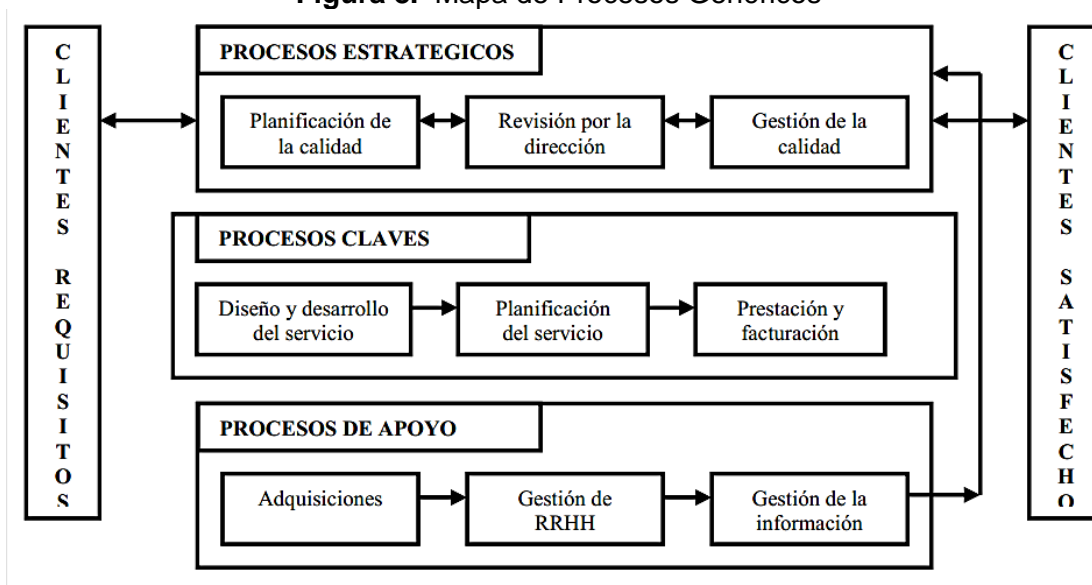 Figura 3. Mapa de Procesos Genéricos
CLIENTES REQUISITOS
PROCESOS ESTRATEGICOS
Planificación de
la calidad
Revisión por la
dirección
Gestión de la
calidad
PROCESOS CLAVES
Diseño y desarrollo
del servicio
Planificación
del servicio
Prestación y
facturación
PROCESOS DE APOYO
Adquisiciones
Gestión de
RRHH
Gestión de la
información
CLIENTES SATISFECHO